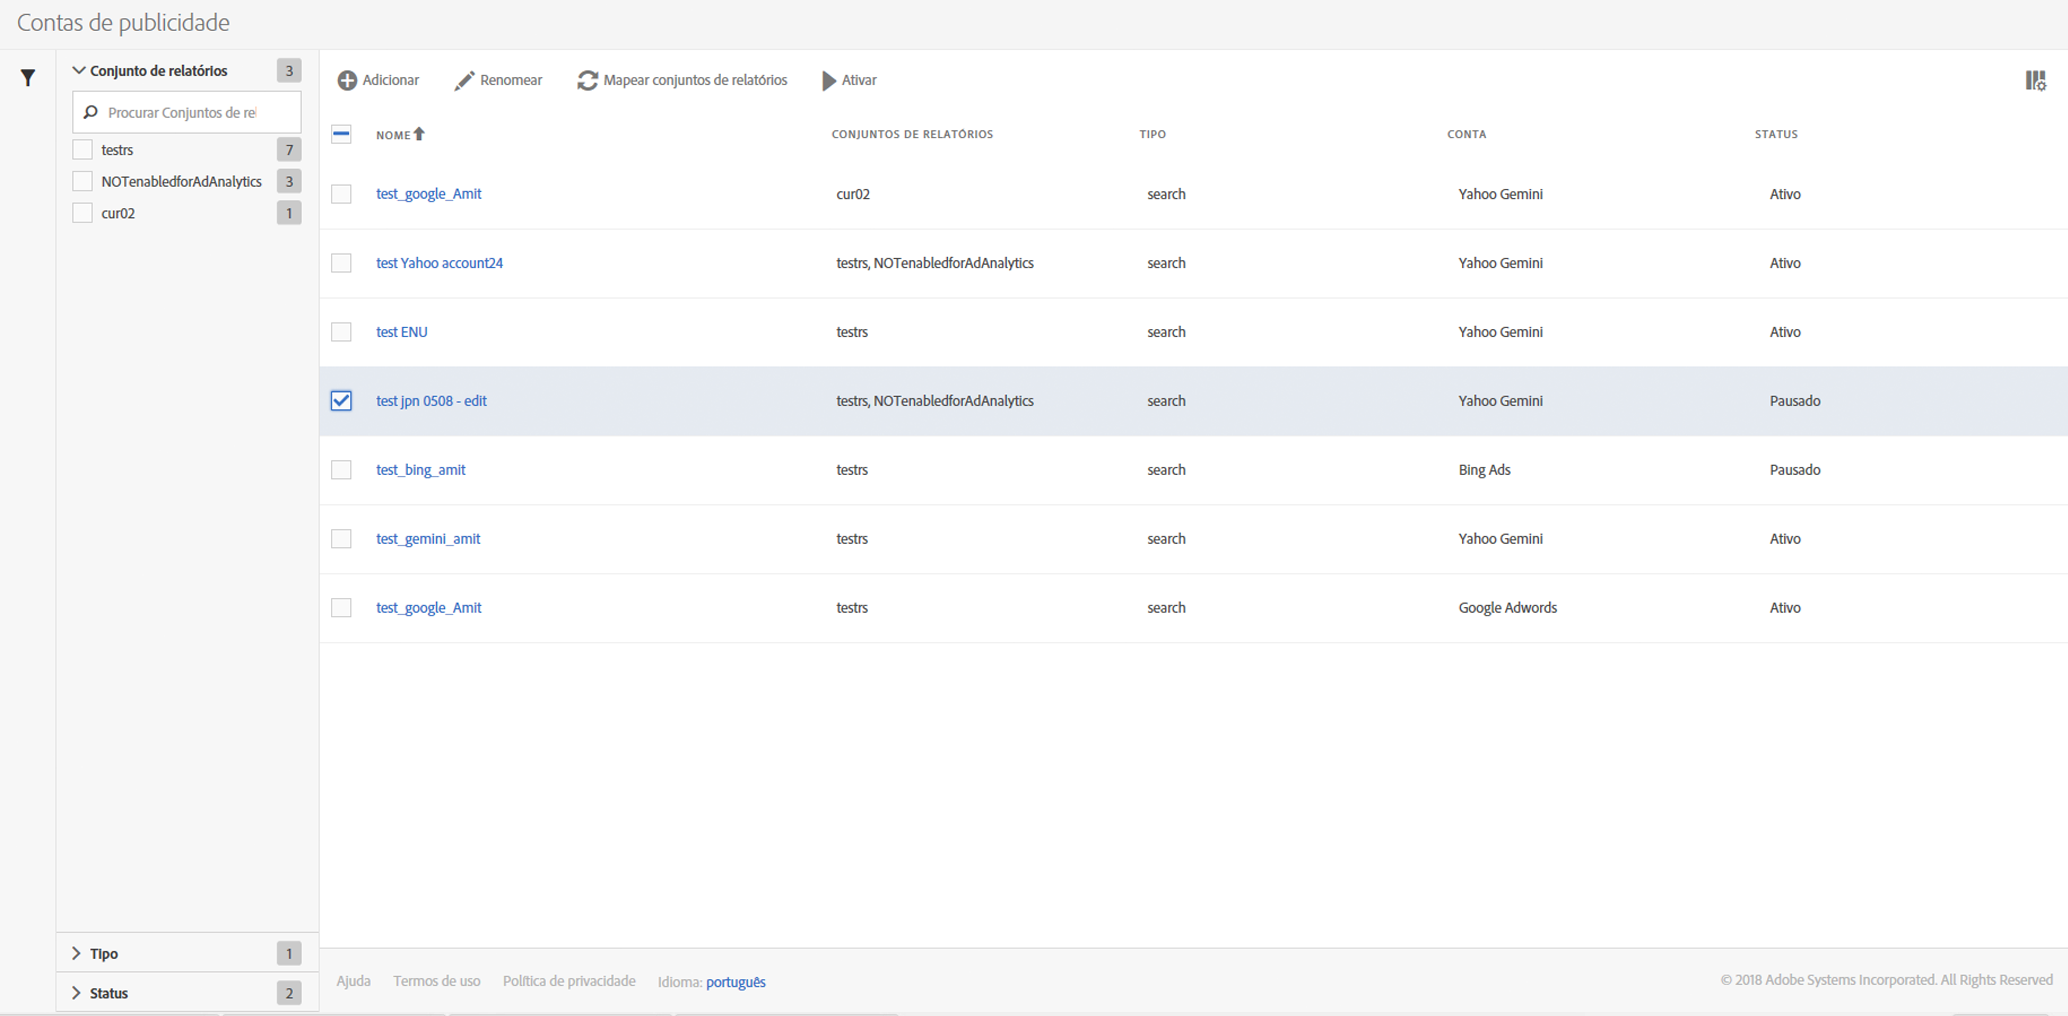 Contas de publicidade
Conjunto de relatórios 3
Procurar Conjuntos de rel
testrs 7
NOTenabledforAdAnalytics 3
cur02 1
Adicionar Renomear Mapear conjuntos de relatórios Ativar
NOME CONJUNTOS DE RELATÓRIOS TIPO CONTA STATUS
test_google_Amit cur02 search Yahoo Gemini Ativo
test Yahoo account24 testrs, NOTenabledforAdAnalytics search Yahoo Gemini Ativo
test ENU testrs search Yahoo Gemini Ativo
test jpn 0508 - edit testrs, NOTenabledforAdAnalytics search Yahoo Gemini Pausado
test_bing_amit testrs search Bing Ads Pausado
test_gemini_amit testrs search Yahoo Gemini Ativo
test_google_Amit testrs search Google Adwords Ativo
Tipo 1
Status 2
Ajuda Termos de uso Política de privacidade Idioma: português
© 2018 Adobe Systems Incorporated. All Rights Reserved